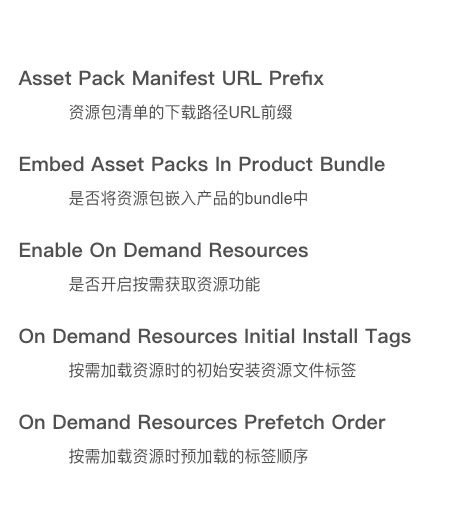 Asset Pack Manifest URL Prefix
资源包清单的下载路径URL前缀
Embed Asset Packs In Product Bundle
是否将资源包嵌入产品的bundle中
Enable On Demand Resources
是否开启按需获取资源功能
On Demand Resources Initial Install Tags
按需加载资源时的初始安装资源文件标签
On Demand Resources Prefetch Order
按需加载资源时预加载的标签顺序